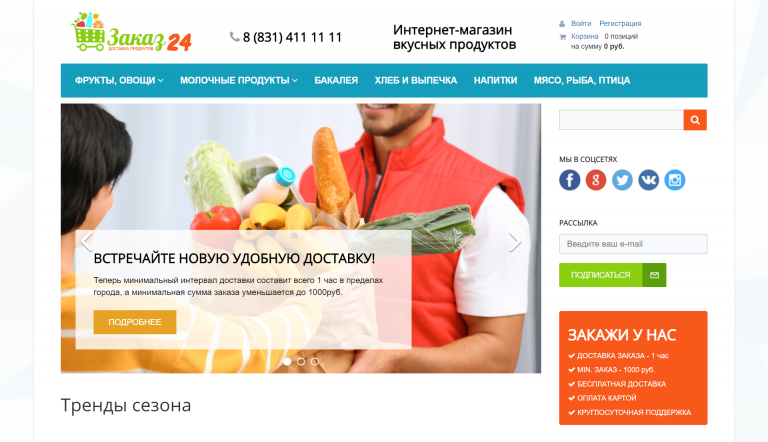 Заказ 24
ДОСТАВКА ПРОДУКТОВ
8 (831) 411 11 11
Интернет-магазин
вкусных продуктов
Войти Регистрация
Корзина 0 позиций
на сумму 0 руб.
ФРУКТЫ, ОВОЩИ МОЛОЧНЫЕ ПРОДУКТЫ БАКАЛЕЯ ХЛЕБ И ВЫПЕЧКА НАПИТКИ МЯСО, РЫБА, ПТИЦА
ВСТРЕЧАЙТЕ НОВУЮ УДОБНУЮ ДОСТАВКУ!
Теперь минимальный интервал доставки составит всего 1 час в пределах
города, а минимальная сумма заказа уменьшается до 1000руб.
ПОДРОБНЕЕ
МЫ В СОЦСЕТЯХ
РАССЫЛКА
Введите ваш e-mail
ПОДПИСАТЬСЯ
ЗАКАЖИ У НАС
ДОСТАВКА ЗАКАЗА - 1 час
MIN. ЗАКАЗ - 1000 руб.
БЕСПЛАТНАЯ ДОСТАВКА
ОПЛАТА КАРТОЙ
КРУГЛОСУТОЧНАЯ ПОДДЕРЖКА
Тренды сезона